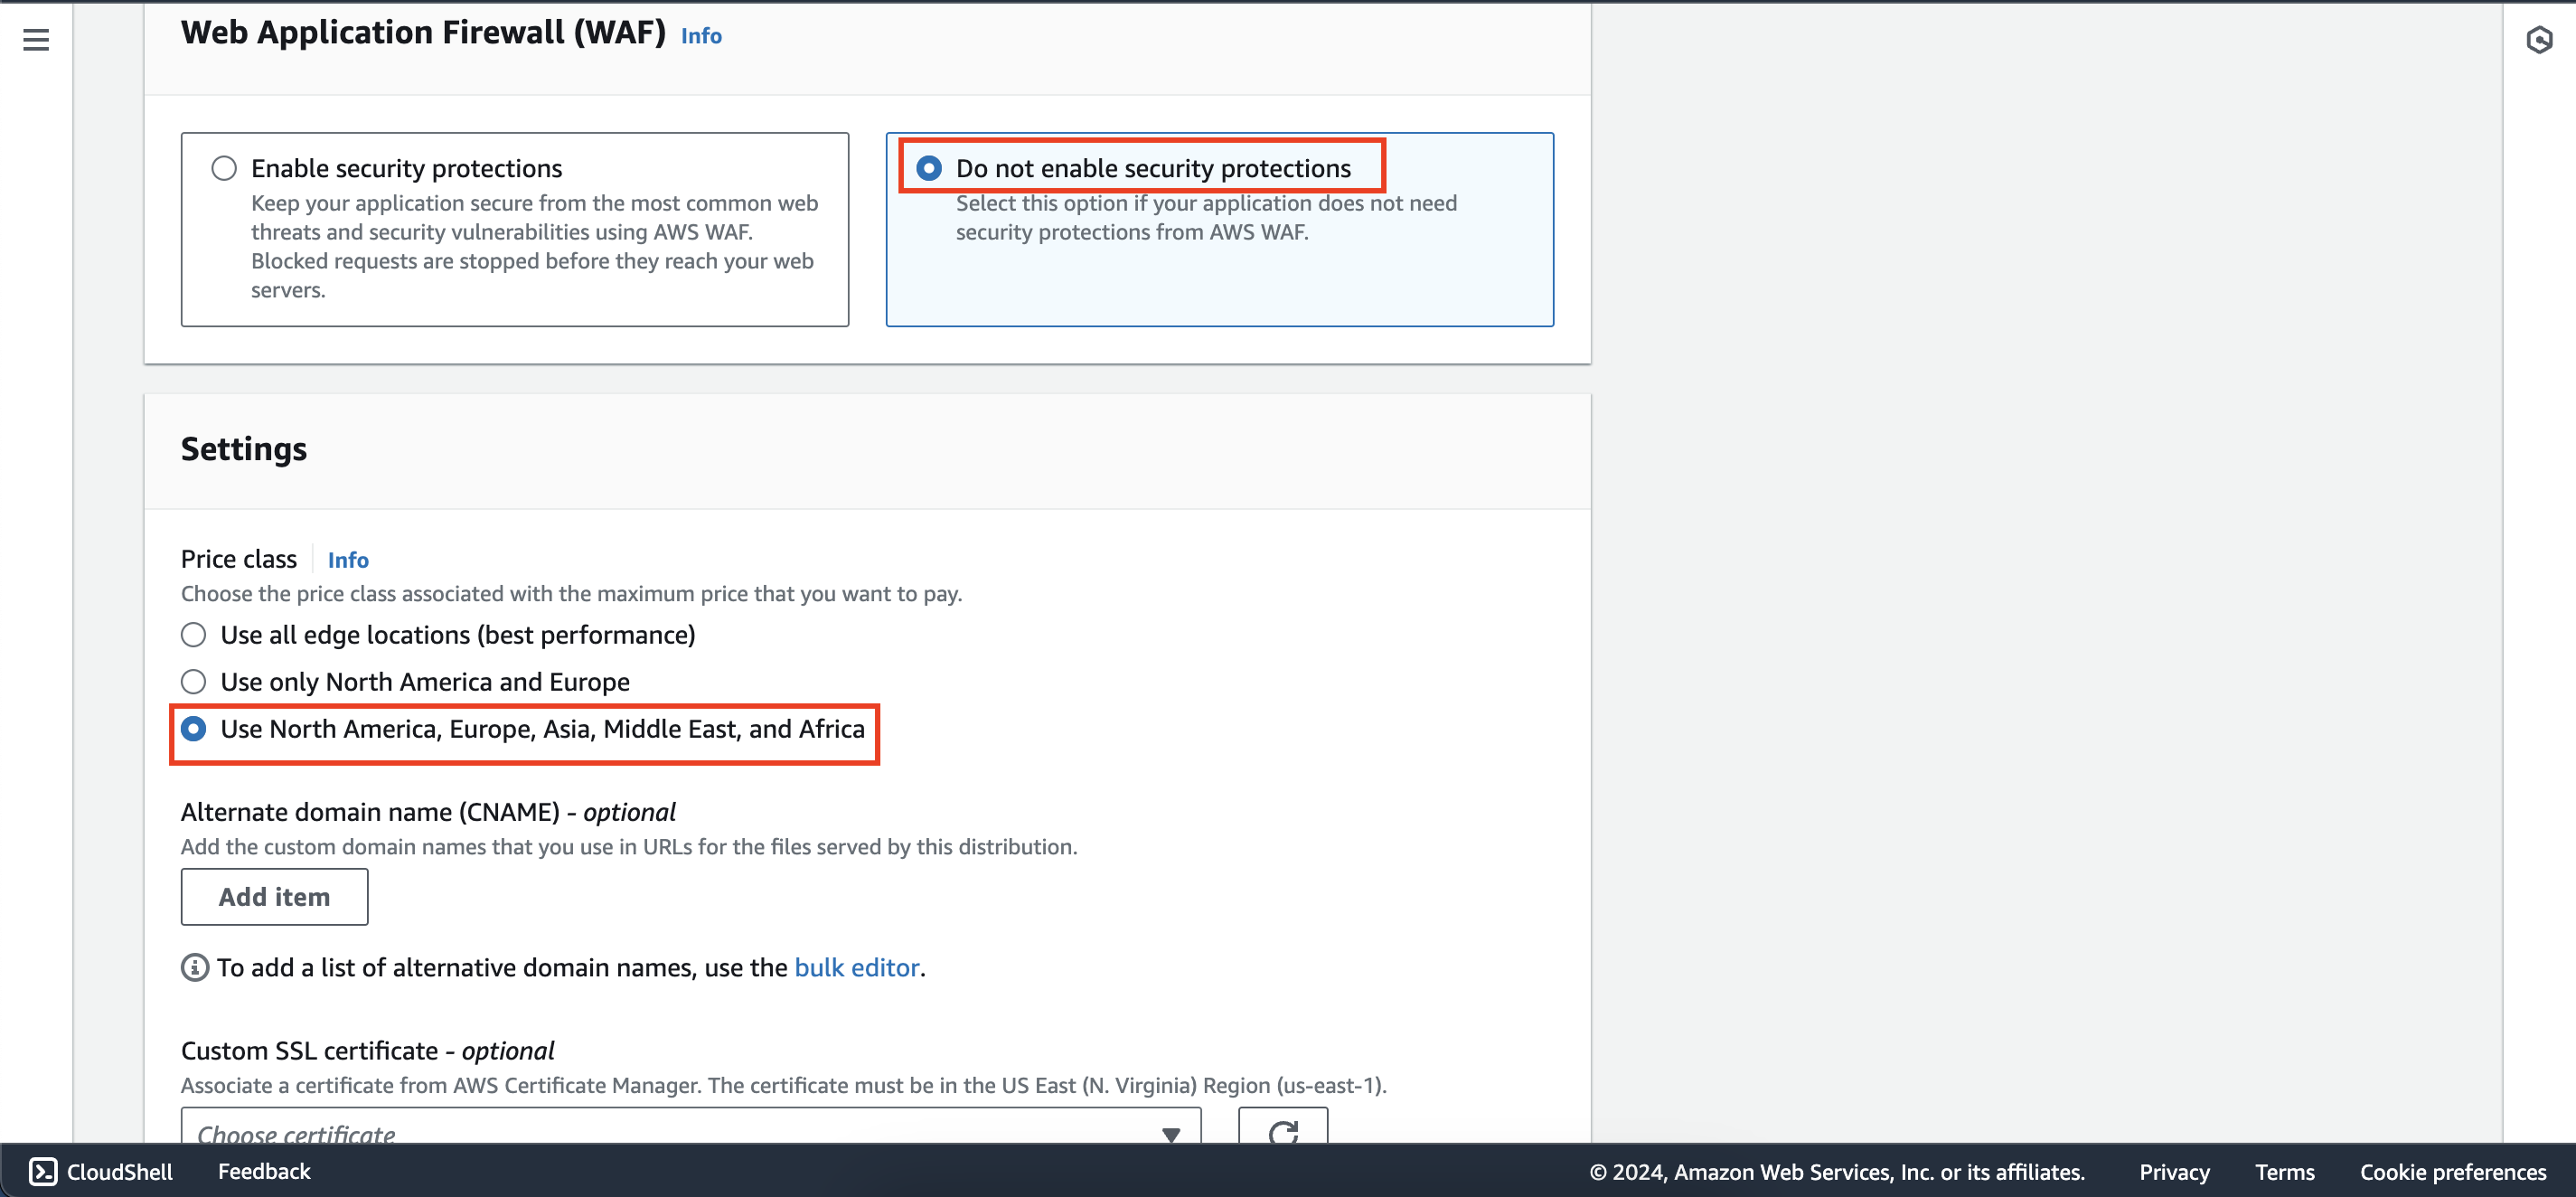 Web Application Firewall (WAF) Info
Enable security protections
Keep your application secure from the most common web
threats and security vulnerabilities using AWS WAF.
Blocked requests are stopped before they reach your web
servers.
Do not enable security protections
Select this option if your application does not need
security protections from AWS WAF.
Settings
Price class Info
Choose the price class associated with the maximum price that you want to pay.
Use all edge locations (best performance)
Use only North America and Europe
Use North America, Europe, Asia, Middle East, and Africa
Alternate domain name (CNAME) - optional
Add the custom domain names that you use in URLs for the files served by this distribution.
Add item
To add a list of alternative domain names, use the bulk editor.
Custom SSL certificate - optional
Associate a certificate from AWS Certificate Manager. The certificate must be in the US East (N. Virginia) Region (us-east-1).
Choose certificate
CloudShell Feedback © 2024, Amazon Web Services, Inc. or its affiliates. Privacy Terms Cookie preferences